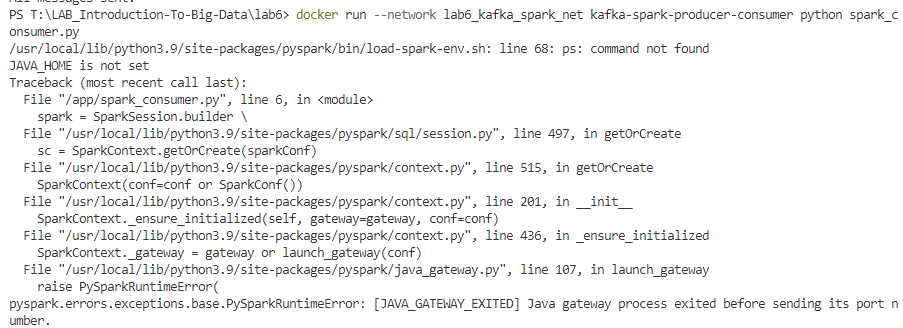 All messages sent.
PS T:\LAB_Introduction-To-Big-Data\lab6> docker run --network lab6_kafka_spark_net kafka-spark-producer-consumer python spark_c
onsumer.py
/usr/local/lib/python3.9/site-packages/pyspark/bin/load-spark-env.sh: line 68: ps: command not found
JAVA_HOME is not set
Traceback (most recent call last):
  File "/app/spark_consumer.py", line 6, in <module>
    spark = SparkSession.builder \
  File "/usr/local/lib/python3.9/site-packages/pyspark/sql/session.py", line 497, in getOrCreate
    sc = SparkContext.getOrCreate(sparkConf)
  File "/usr/local/lib/python3.9/site-packages/pyspark/context.py", line 515, in getOrCreate
    SparkContext(conf=conf or SparkConf())
  File "/usr/local/lib/python3.9/site-packages/pyspark/context.py", line 201, in __init__
    SparkContext._ensure_initialized(self, gateway=gateway, conf=conf)
  File "/usr/local/lib/python3.9/site-packages/pyspark/context.py", line 436, in _ensure_initialized
    SparkContext._gateway = gateway or launch_gateway(conf)
  File "/usr/local/lib/python3.9/site-packages/pyspark/java_gateway.py", line 107, in launch_gateway
    raise PySparkRuntimeError(
pyspark.errors.exceptions.base.PySparkRuntimeError: [JAVA_GATEWAY_EXITED] Java gateway process exited before sending its port n
umber.